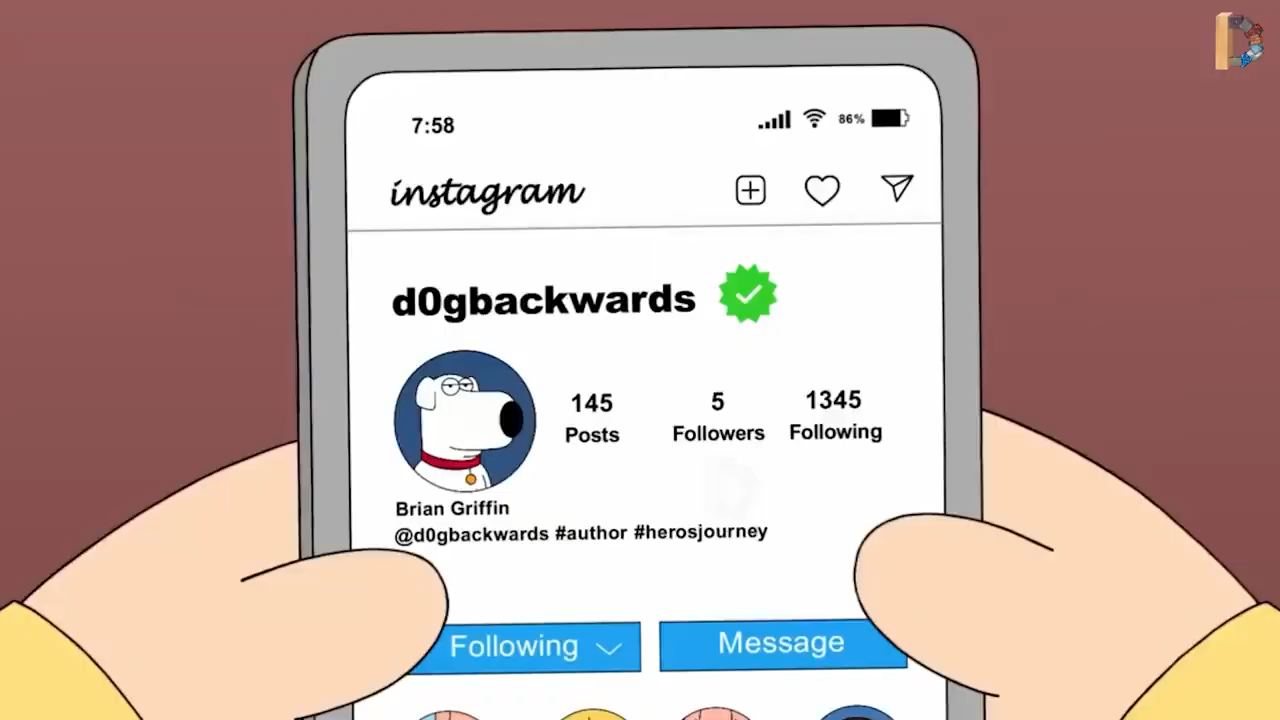 7:58 86%
instagram
d0gbackwards
145 5 1345
Posts Followers Following
Brian Griffin
@d0gbackwards #author #herosjourney
Following Message